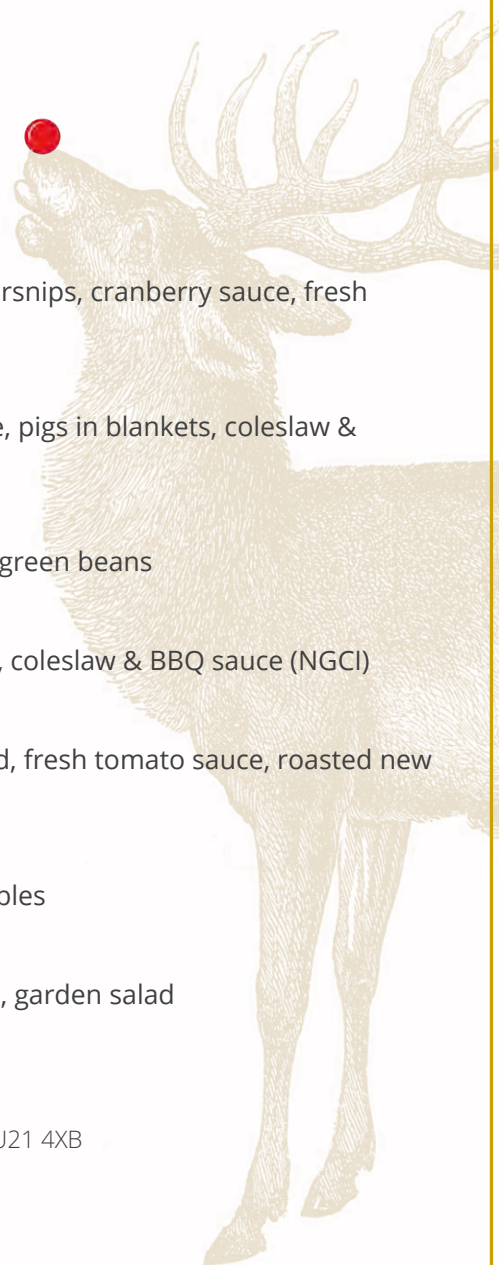 rsnips, cranberry sauce, fresh
, pigs in blankets, coleslaw &
green beans
, coleslaw & BBQ sauce (NGCI)
d, fresh tomato sauce, roasted new
bles
, garden salad
U21 4XB